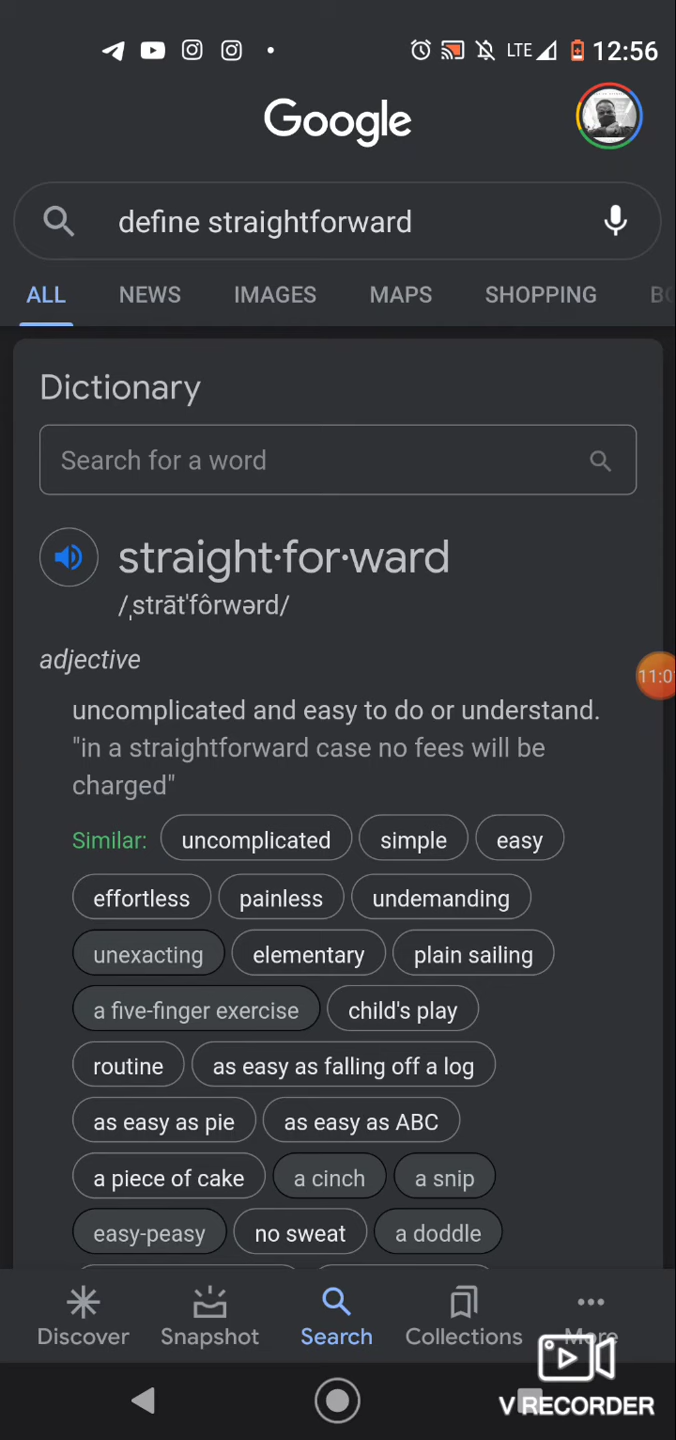 LTE 12:56
Google
define straightforward
ALL NEWS IMAGES MAPS SHOPPING
Dictionary
Search for a word
straight·for·ward
/ˌstrātˈfôrwərd/
adjective
uncomplicated and easy to do or understand.
"in a straightforward case no fees will be
charged"
Similar: uncomplicated simple easy
effortless painless undemanding
unexacting elementary plain sailing
a five-finger exercise child's play
routine as easy as falling off a log
as easy as pie as easy as ABC
a piece of cake a cinch a snip
easy-peasy no sweat a doddle
Discover Snapshot Search Collections More
V RECORDER